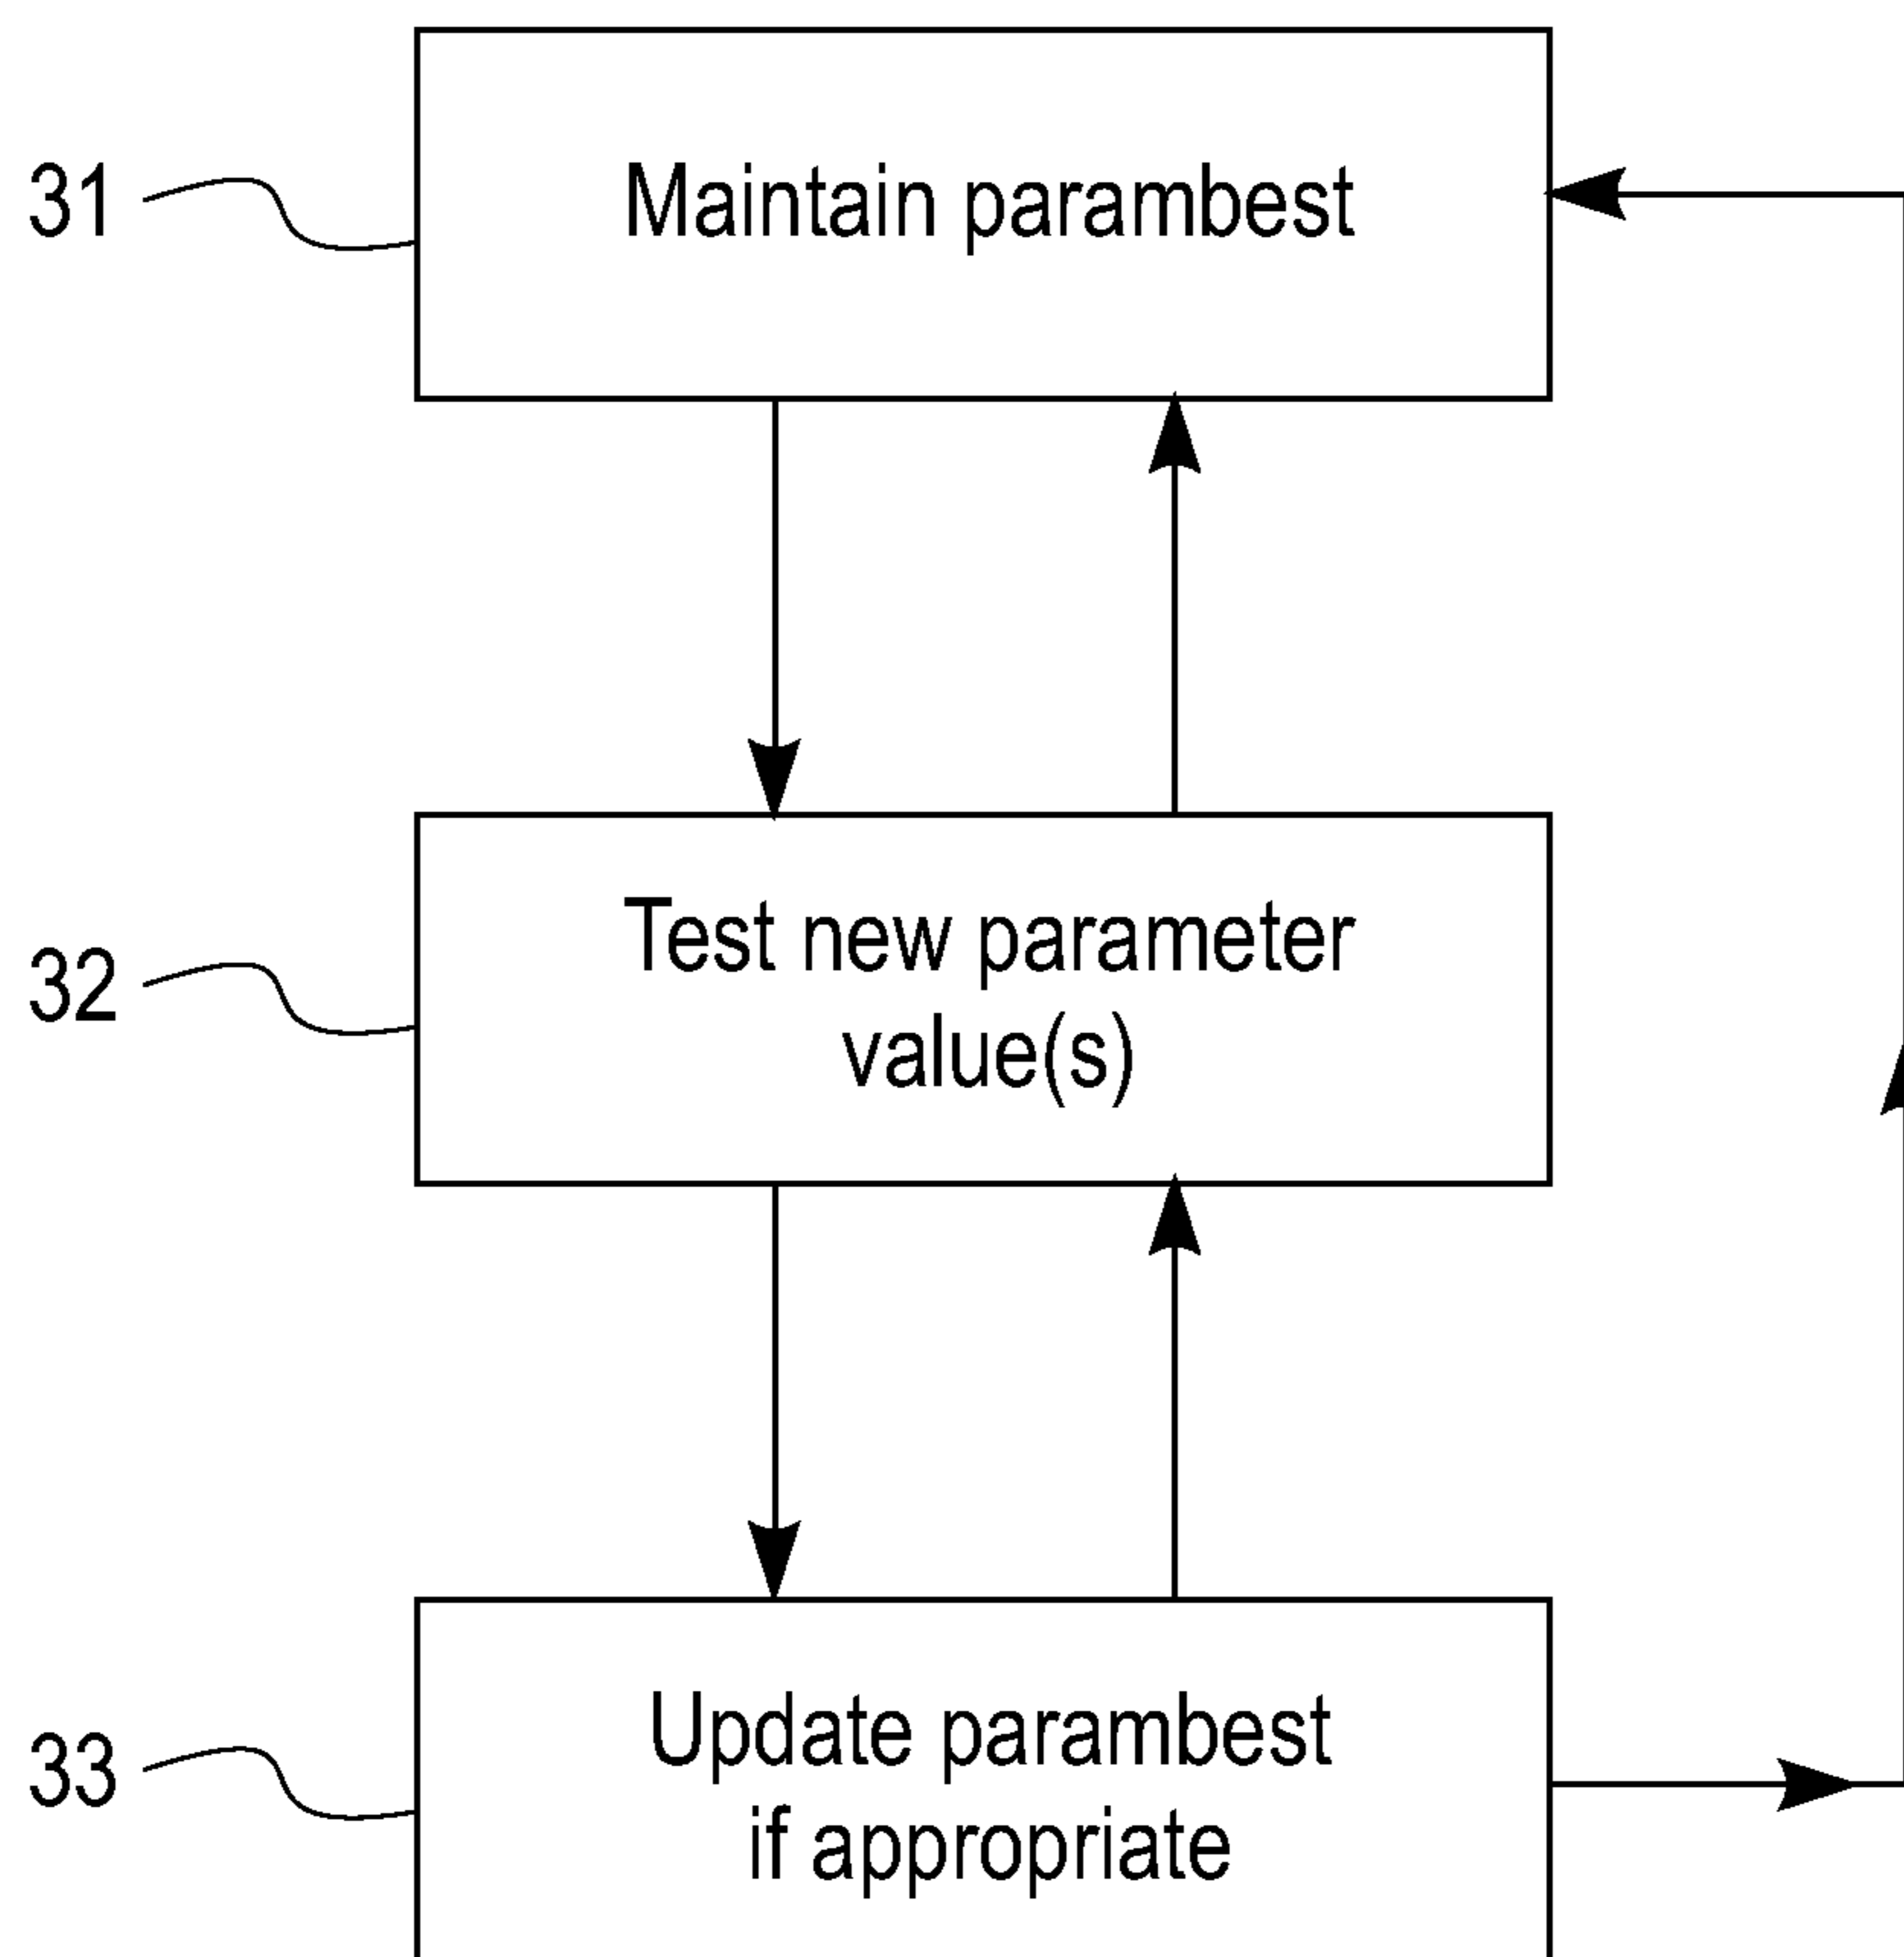 31
Maintain parambest
32
Test new parameter
value(s)
33
Update parambest
if appropriate